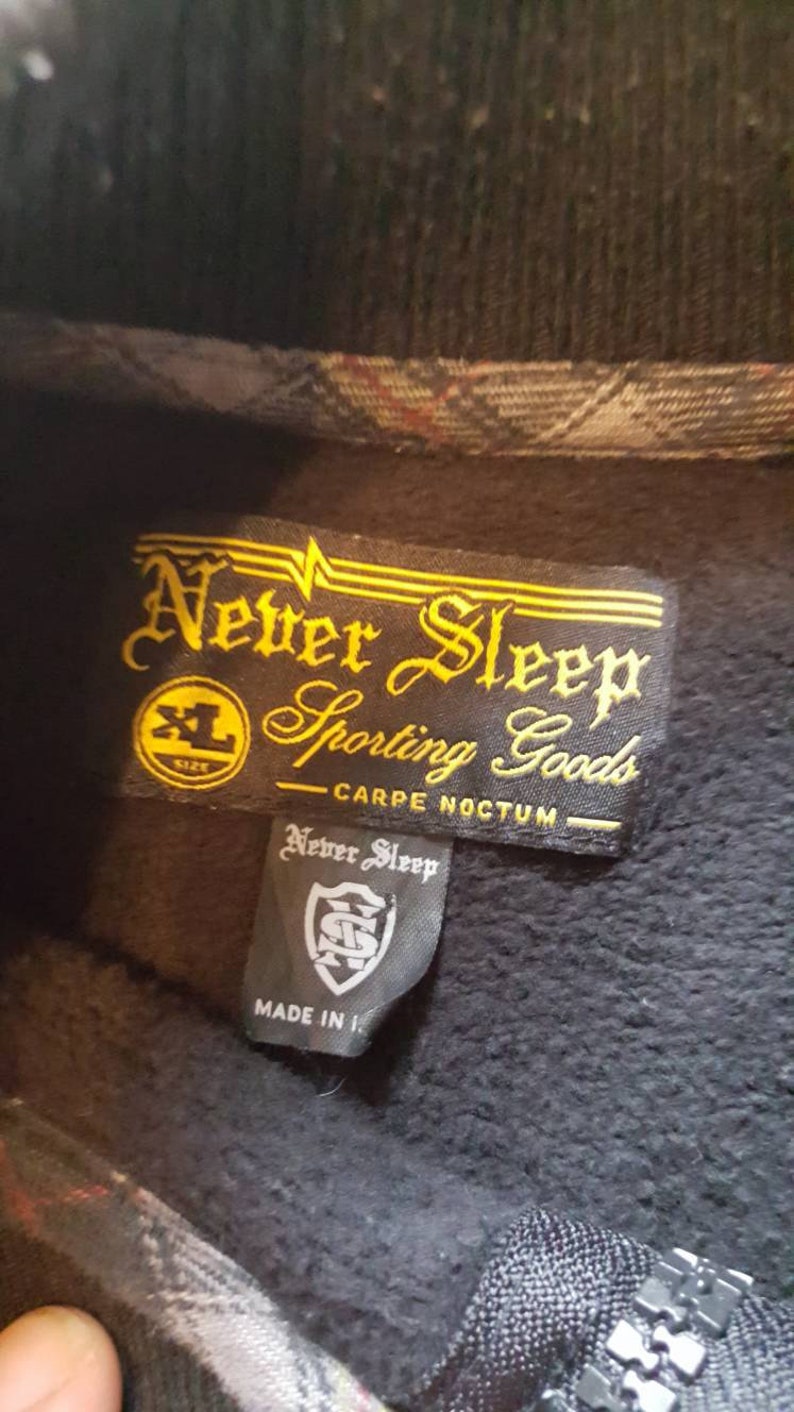 Never Sleep
XL
SIZE
Sporting Goods
CARPE NOCTUM
Never Sleep
MADE IN